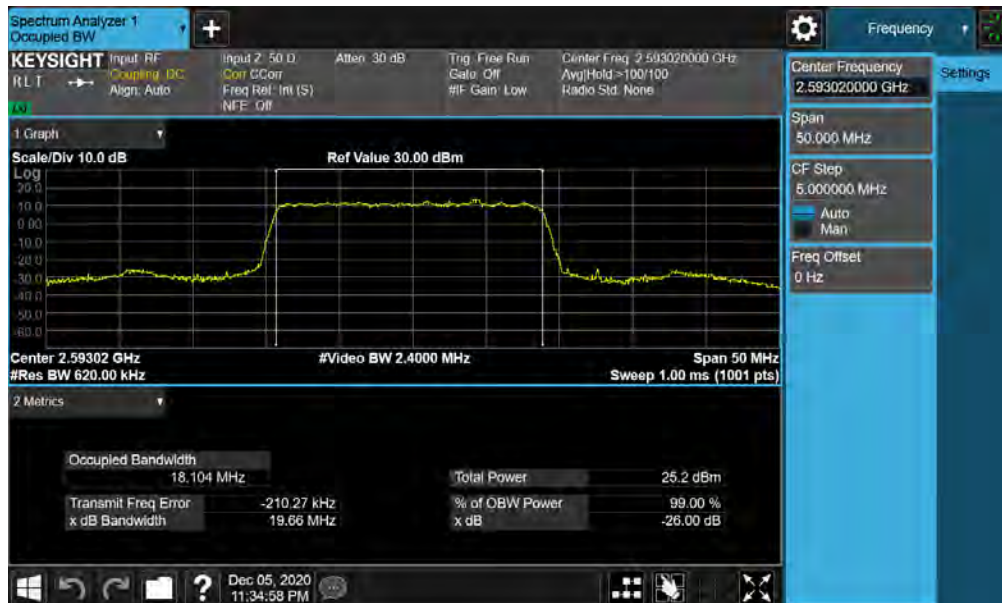 Spectrum Analyzer 1
Occupied BW
Frequency
KEYSIGHT Input: RF
Input Z: 50 Ω
Atten: 30 dB
Trig: Free Run
Center Freq: 2.593020000 GHz
RLT
Coupling: DC
Corr CCorr
Gate: Off
Avg|Hold:>100/100
Align: Auto
Freq Ref: Int (S)
#IF Gain: Low
Radio Std: None
NFE: Off
Center Frequency
2.593020000 GHz
Settings
Span
50.000 MHz
CF Step
5.000000 MHz
Auto
Man
Freq Offset
0 Hz
1 Graph
Scale/Div 10.0 dB
Ref Value 30.00 dBm
Log
20.0
10.0
0.00
-10.0
-20.0
-30.0
-40.0
-50.0
-60.0
Center 2.59302 GHz
#Video BW 2.4000 MHz
Span 50 MHz
#Res BW 620.00 kHz
Sweep 1.00 ms (1001 pts)
2 Metrics
Occupied Bandwidth
18.104 MHz
Total Power
25.2 dBm
Transmit Freq Error
-210.27 kHz
% of OBW Power
99.00 %
x dB Bandwidth
19.66 MHz
x dB
-26.00 dB
?
Dec 05, 2020
11:34:58 PM